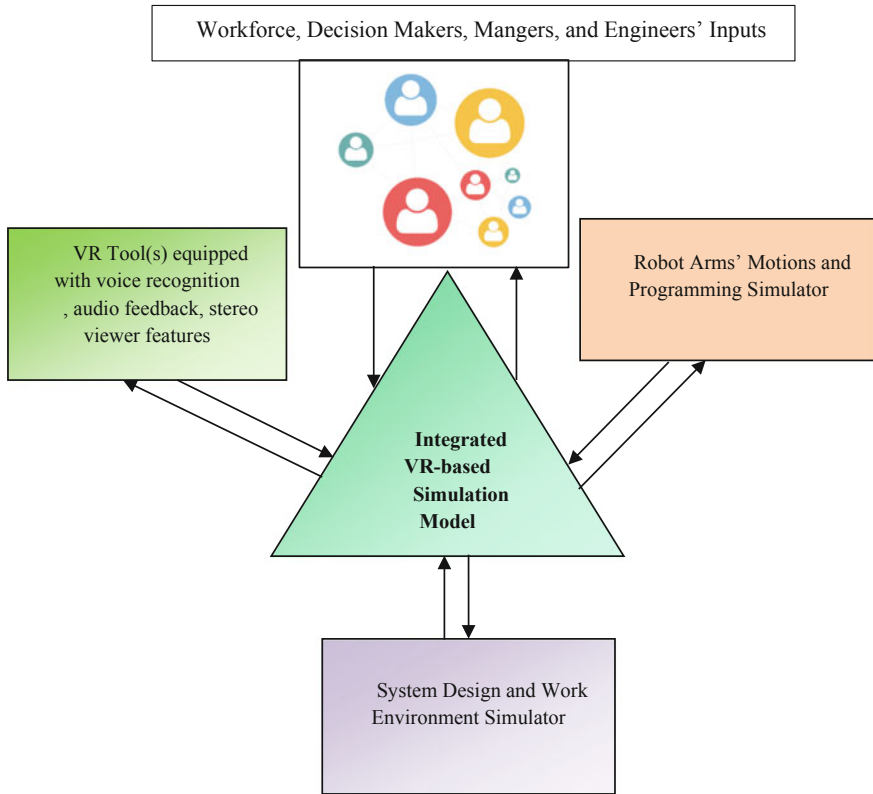 Workforce, Decision Makers, Mangers, and Engineers’ Inputs
VR Tool(s) equipped
with voice recognition
, audio feedback, stereo
viewer features
Robot Arms’ Motions and
Programming Simulator
Integrated
VR-based
Simulation
Model
System Design and Work
Environment Simulator